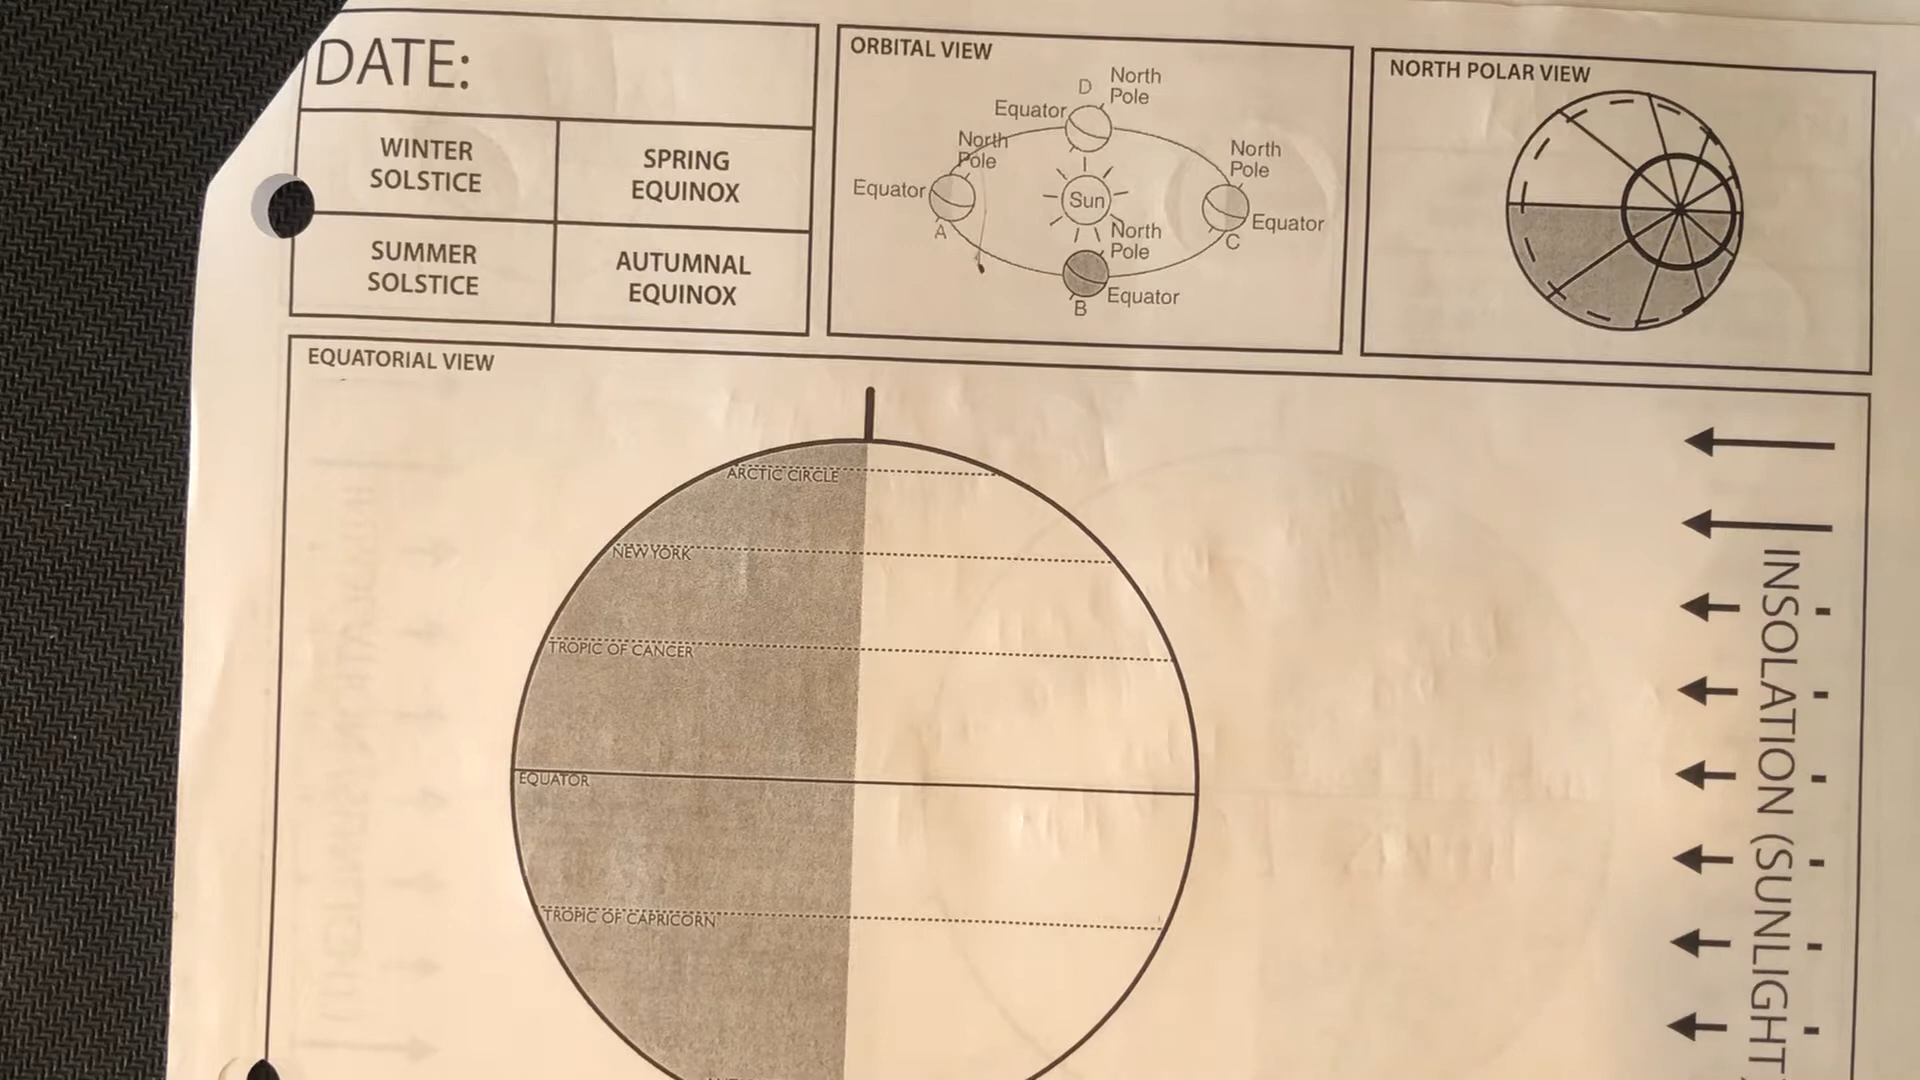 DATE:
WINTER
SOLSTICE
SPRING
EQUINOX
SUMMER
SOLSTICE
AUTUMNAL
EQUINOX
ORBITAL VIEW
D
North
Pole
Equator
North
Pole
Equator
A
Sun
North
Pole
Equator
C
North
Pole
Equator
B
NORTH POLAR VIEW
EQUATORIAL VIEW
ARCTIC CIRCLE
NEW YORK
TROPIC OF CANCER
EQUATOR
TROPIC OF CAPRICORN
INSOLATION (SUNLIGHT)